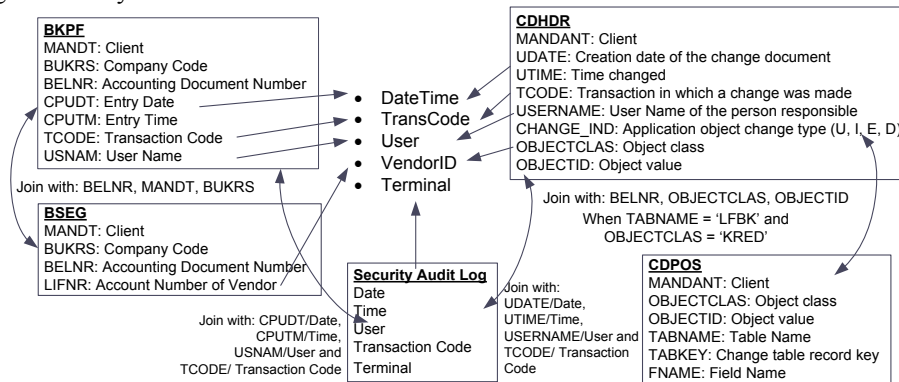 BKPF
MANDT: Client
BUKRS: Company Code
BELNR: Accounting Document Number
CPUDT: Entry Date
CPUTM: Entry Time
TCODE: Transaction Code
USNAM: User Name
Join with: BELNR, MANDT, BUKRS
BSEG
MANDT: Client
BUKRS: Company Code
BELNR: Accounting Document Number
LIFNR: Account Number of Vendor
• DateTime
• TransCode
• User
• VendorID
• Terminal
Join with: CPUDT/Date,
CPUTM/Time,
USNAM/User and
TCODE/ Transaction Code
Security Audit Log
Date
Time
User
Transaction Code
Terminal
Join with:
UDATE/Date,
UTIME/Time,
USERNAME/User and
TCODE/ Transaction
Code
CDHDR
MANDANT: Client
UDATE: Creation date of the change document
UTIME: Time changed
TCODE: Transaction in which a change was made
USERNAME: User Name of the person responsible
CHANGE_IND: Application object change type (U, I, E, D)
OBJECTCLAS: Object class
OBJECTID: Object value
Join with: BELNR, OBJECTCLAS, OBJECTID
When TABNAME = ‘LFBK’ and
OBJECTCLAS = ‘KRED’
CDPOS
MANDANT: Client
OBJECTCLAS: Object class
OBJECTID: Object value
TABNAME: Table Name
TABKEY: Change table record key
FNAME: Field Name